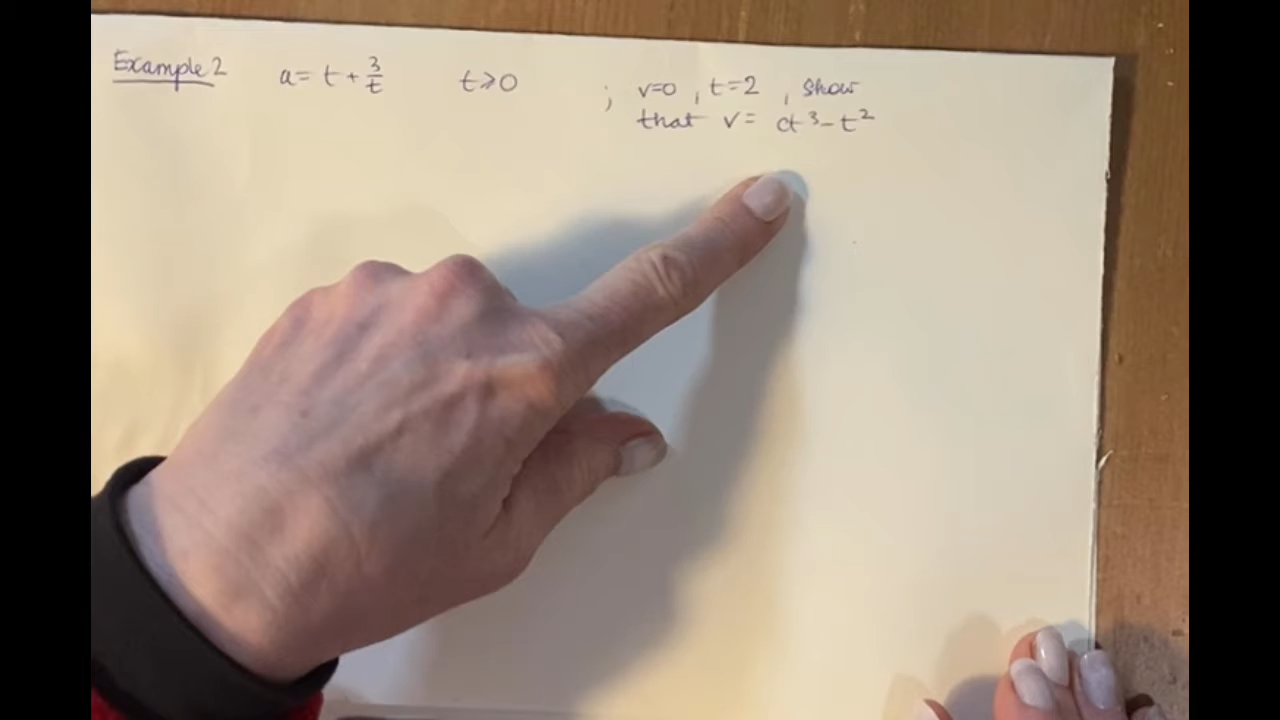 Example 2 a = t + 3/t t ⩾ 0 ; v=0 , t=2 , show
that v = ct³ - t²